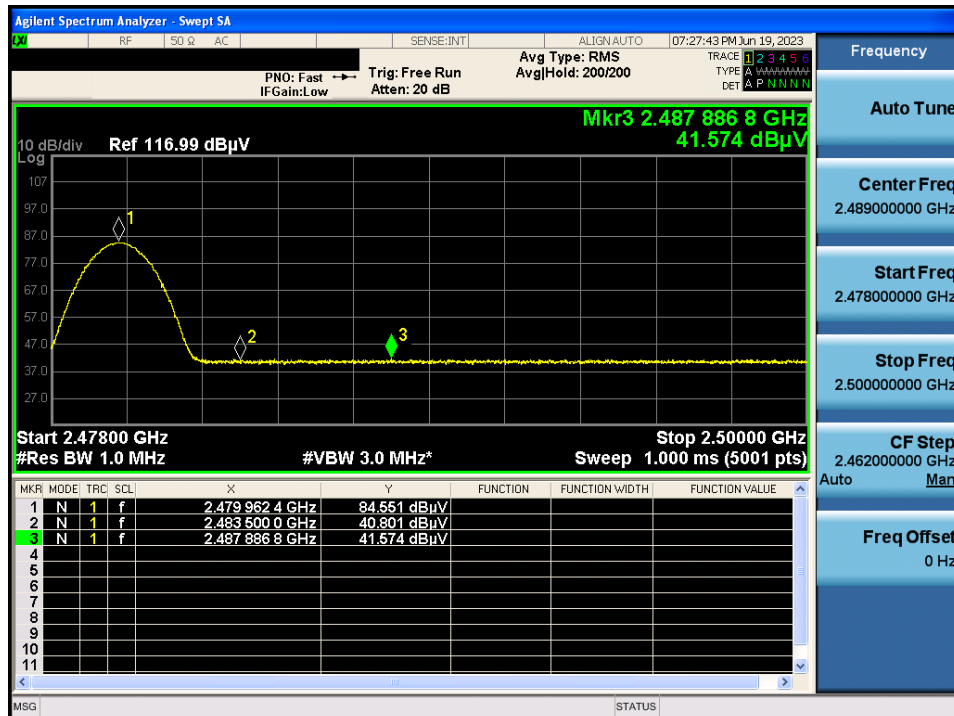 Agilent Spectrum Analyzer - Swept SA
LXI RF 50 Ω AC SENSE:INT ALIGN AUTO 07:27:43 PM Jun 19, 2023
PNO: Fast
IFGain:Low
Trig: Free Run
Atten: 20 dB
Avg Type: RMS
Avg|Hold: 200/200
TRACE 1 2 3 4 5 6
TYPE A WWWWW
DET A P N N N N
Mkr3 2.487 886 8 GHz
41.574 dBµV
10 dB/div Ref 116.99 dBµV
Log
107
97.0
87.0
77.0
67.0
57.0
47.0
37.0
27.0
1
2
3
Start 2.47800 GHz Stop 2.50000 GHz
#Res BW 1.0 MHz #VBW 3.0 MHz* Sweep 1.000 ms (5001 pts)
MKR MODE TRC SCL X Y FUNCTION FUNCTION WIDTH FUNCTION VALUE
1 N 1 f 2.479 962 4 GHz 84.551 dBµV
2 N 1 f 2.483 500 0 GHz 40.801 dBµV
3 N 1 f 2.487 886 8 GHz 41.574 dBµV
4
5
6
7
8
9
10
11
MSG STATUS
Frequency
Auto Tune
Center Freq
2.489000000 GHz
Start Freq
2.478000000 GHz
Stop Freq
2.500000000 GHz
CF Step
2.462000000 GHz
Auto Man
Freq Offset
0 Hz